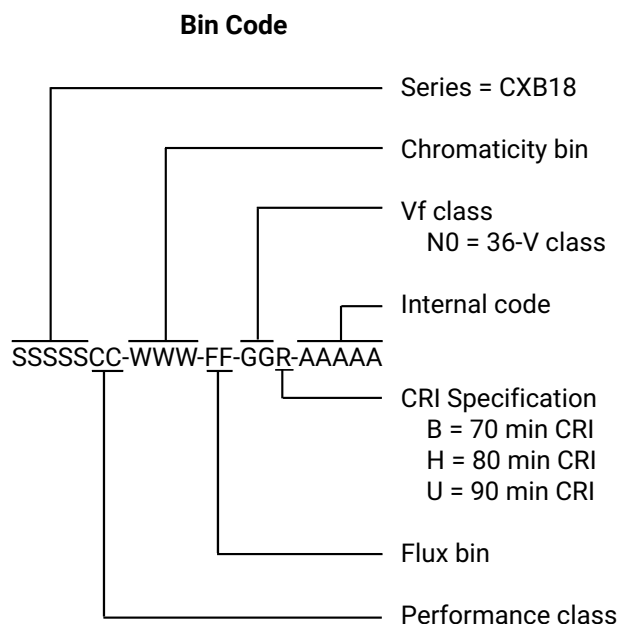 Bin Code
Series = CXB18
Chromaticity bin
Vf class
N0 = 36-V class
Internal code
SSSSSCC-WWW-FF-GGR-AAAAA
CRI Specification
B = 70 min CRI
H = 80 min CRI
U = 90 min CRI
Flux bin
Performance class